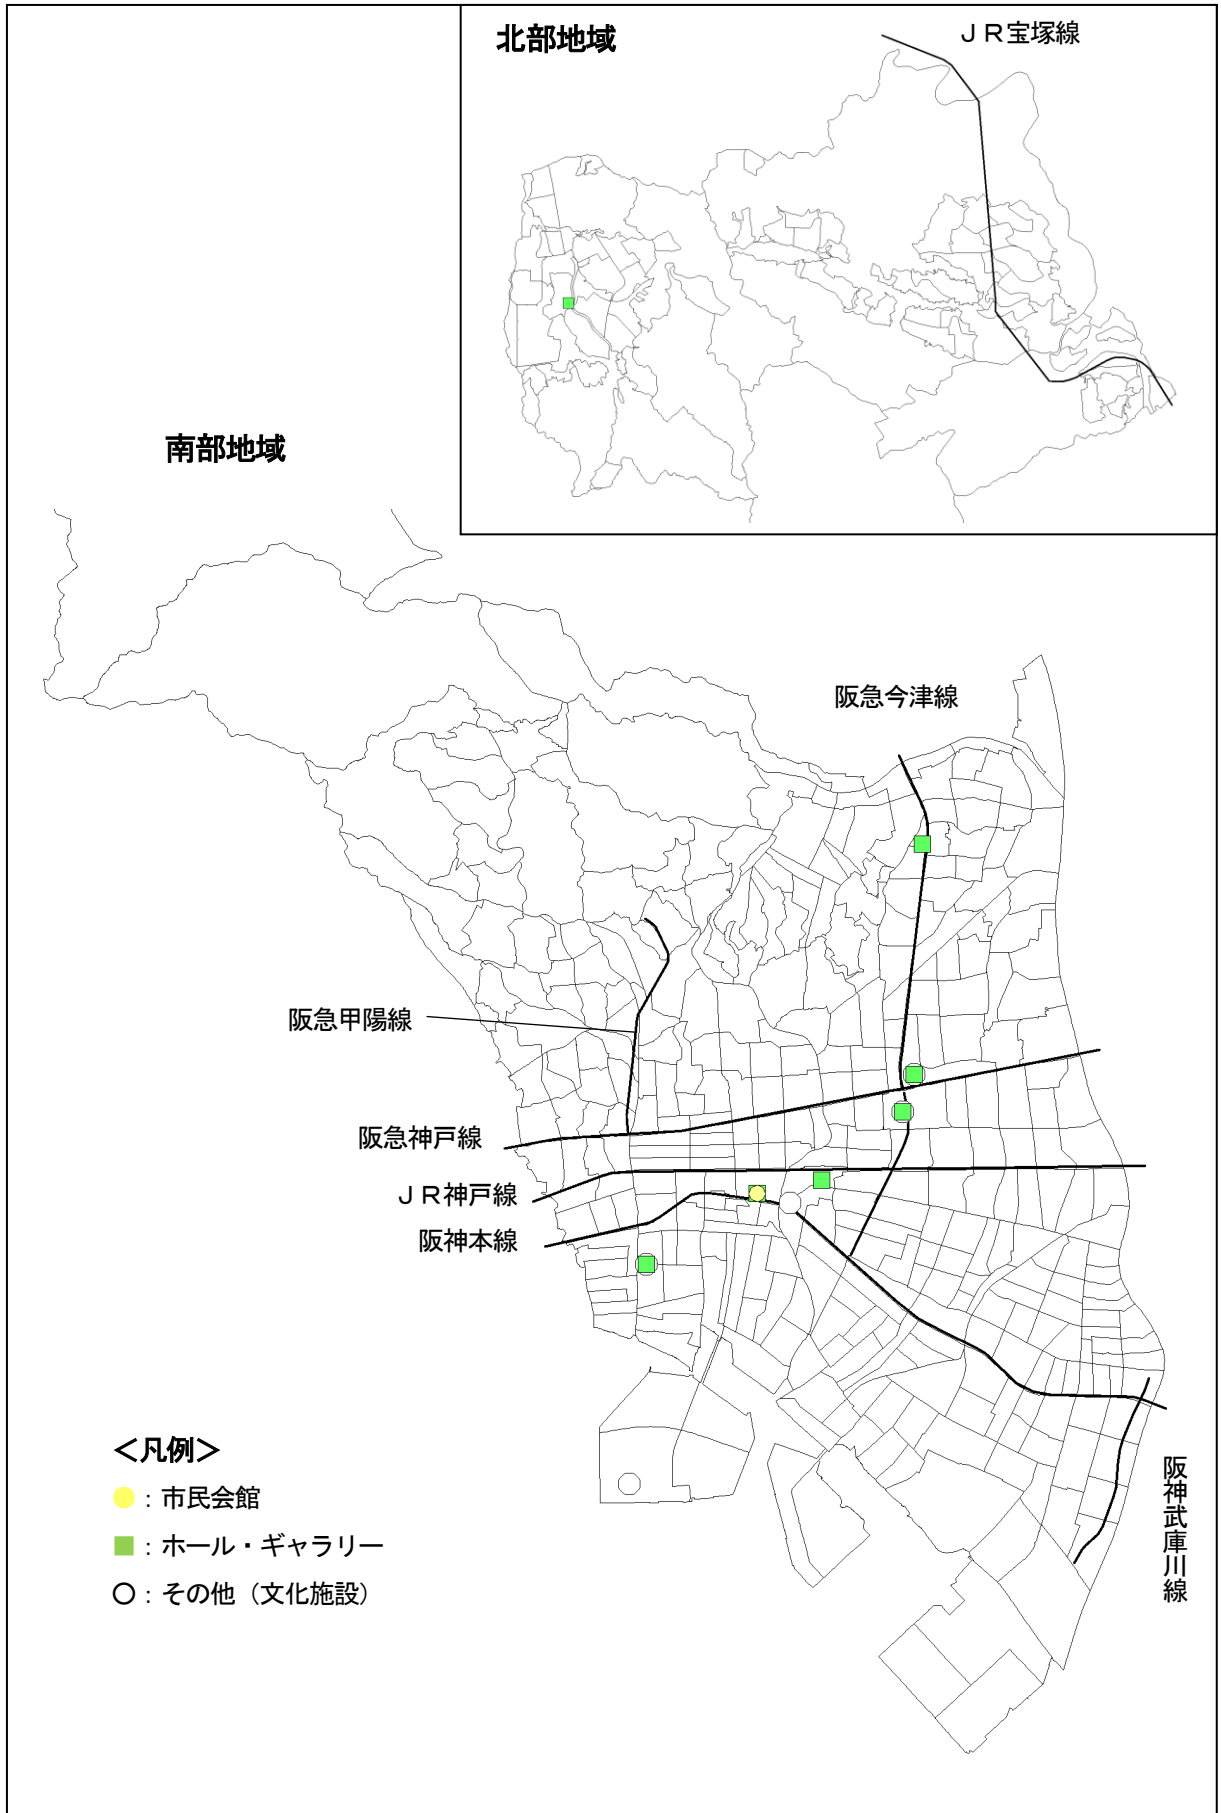 北部地域
ＪＲ宝塚線
南部地域
阪急今津線
阪急甲陽線
阪急神戸線
ＪＲ神戸線
阪神本線
＜凡例＞
：市民会館
：ホール・ギャラリー
：その他（文化施設）
阪神武庫川線